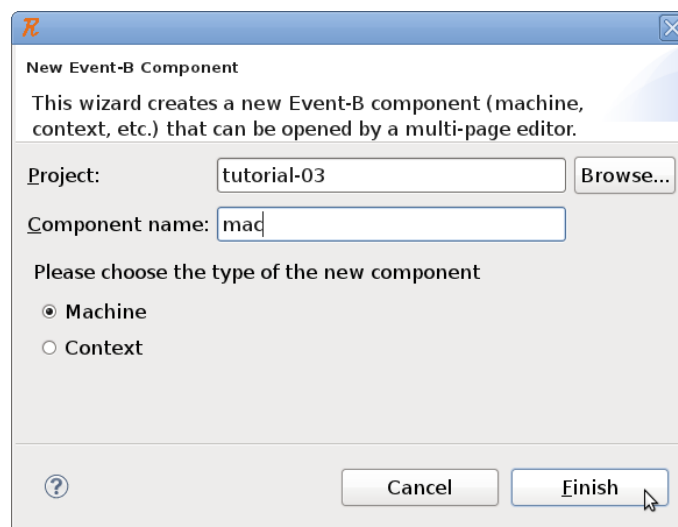 New Event-B Component
This wizard creates a new Event-B component (machine,
context, etc.) that can be opened by a multi-page editor.
Project: tutorial-03 Browse...
Component name: mac
Please choose the type of the new component
Machine
Context
? Cancel Finish